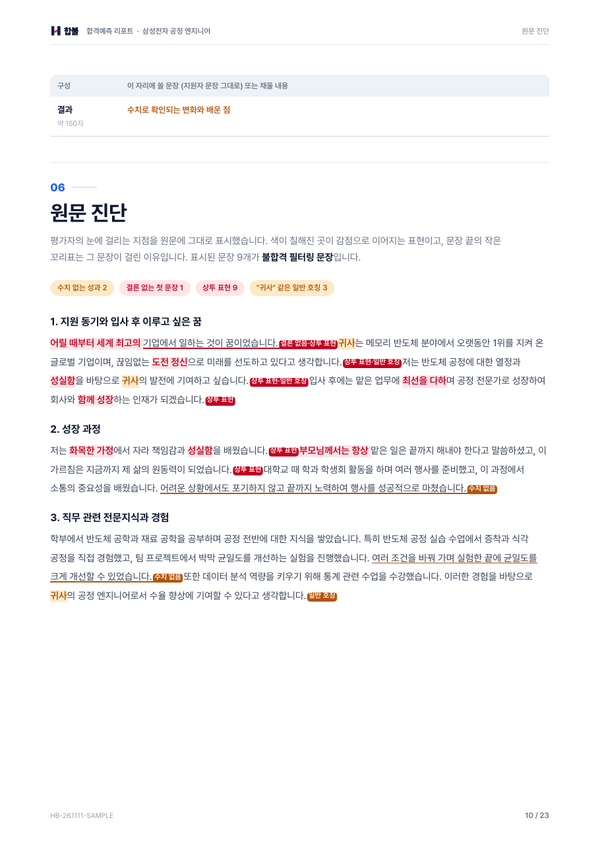 합불 합격예측 리포트 · 삼성전자 공정 엔지니어 원문 진단
구성 이 자리에 쓸 문장 (지원자 문장 그대로) 또는 채울 내용
결과 수치로 확인되는 변화와 배운 점
약 150자
06
원문 진단
평가자의 눈에 걸리는 지점을 원문에 그대로 표시했습니다. 색이 칠해진 곳이 감점으로 이어지는 표현이고, 문장 끝의 작은
꼬리표는 그 문장이 걸린 이유입니다. 표시된 문장 9개가 불합격 필터링 문장입니다.
수치 없는 성과 2 결론 없는 첫 문장 1 상투 표현 9 "귀사" 같은 일반 호칭 3
1. 지원 동기와 입사 후 이루고 싶은 꿈
어릴 때부터 세계 최고의 기업에서 일하는 것이 꿈이었습니다. 결론 없음·상투 표현 귀사는 메모리 반도체 분야에서 오랫동안 1위를 지켜 온
글로벌 기업이며, 끊임없는 도전 정신으로 미래를 선도하고 있다고 생각합니다. 상투 표현·일반 호칭 저는 반도체 공정에 대한 열정과
성실함을 바탕으로 귀사의 발전에 기여하고 싶습니다. 상투 표현·일반 호칭 입사 후에는 맡은 업무에 최선을 다하며 공정 전문가로 성장하여
회사와 함께 성장하는 인재가 되겠습니다. 상투 표현
2. 성장 과정
저는 화목한 가정에서 자라 책임감과 성실함을 배웠습니다. 상투 표현 부모님께서는 항상 맡은 일은 끝까지 해내야 한다고 말씀하셨고, 이
가르침은 지금까지 제 삶의 원동력이 되었습니다. 상투 표현 대학교 때 학과 학생회 활동을 하며 여러 행사를 준비했고, 이 과정에서
소통의 중요성을 배웠습니다. 어려운 상황에서도 포기하지 않고 끝까지 노력하여 행사를 성공적으로 마쳤습니다. 수치 없음
3. 직무 관련 전문지식과 경험
학부에서 반도체 공학과 재료 공학을 공부하며 공정 전반에 대한 지식을 쌓았습니다. 특히 반도체 공정 실습 수업에서 증착과 식각
공정을 직접 경험했고, 팀 프로젝트에서 박막 균일도를 개선하는 실험을 진행했습니다. 여러 조건을 바꿔 가며 실험한 끝에 균일도를
크게 개선할 수 있었습니다. 수치 없음 또한 데이터 분석 역량을 키우기 위해 통계 관련 수업을 수강했습니다. 이러한 경험을 바탕으로
귀사의 공정 엔지니어로서 수율 향상에 기여할 수 있다고 생각합니다. 일반 호칭
HB-261111-SAMPLE 10 / 23